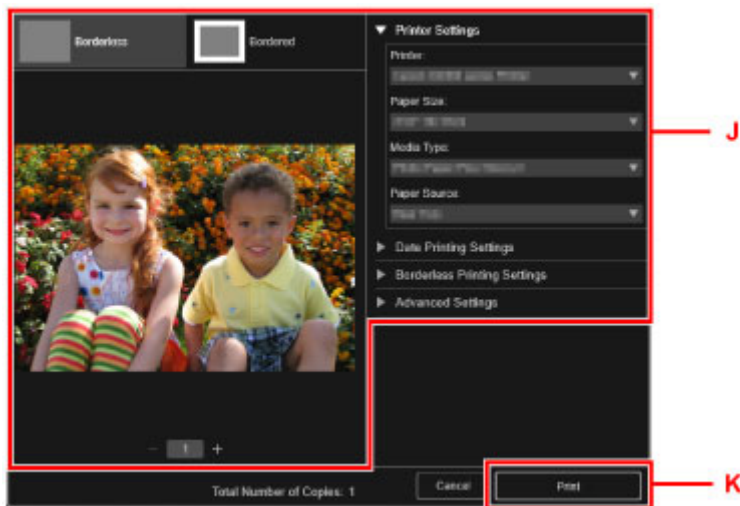 Borderless
Bordered
Printer Settings
Printer:
Paper Size:
Media Type:
Paper Source:
Date Printing Settings
Borderless Printing Settings
Advanced Settings
1
Total Number of Copies: 1
Cancel
Print
J
K